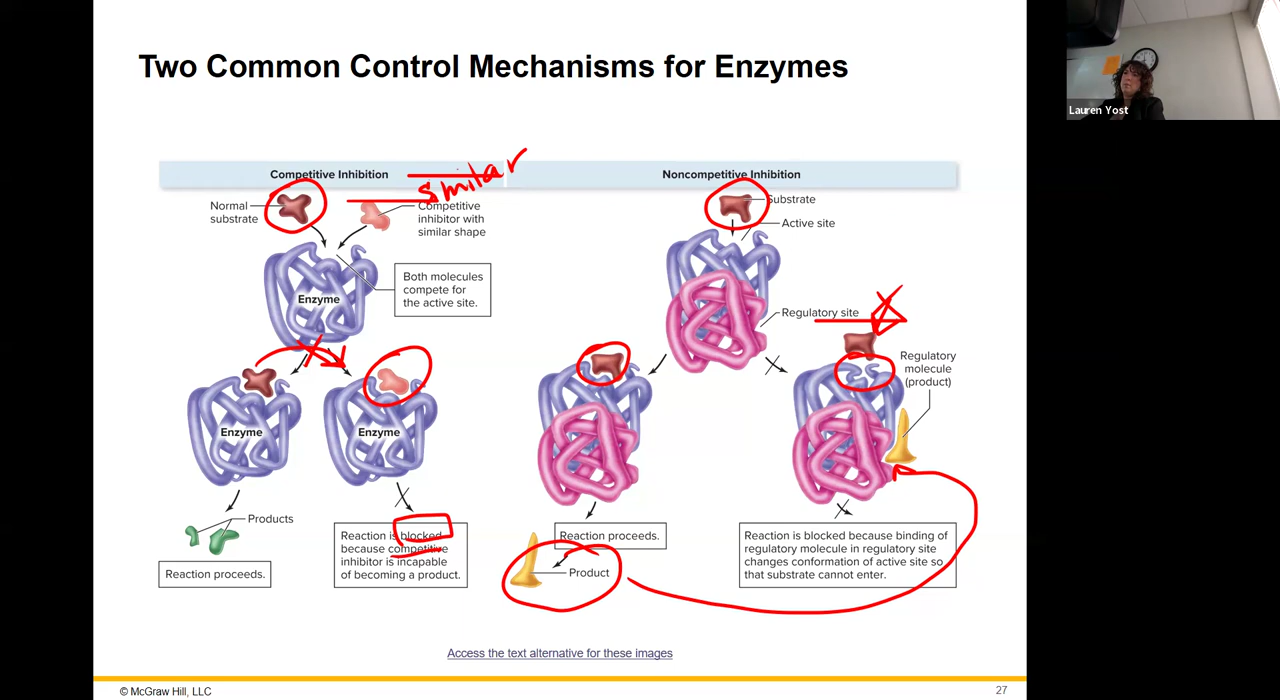 Two Common Control Mechanisms for Enzymes
Lauren Yost
Competitive Inhibition
similar
Normal
substrate
Competitive
inhibitor with
similar shape
Both molecules
compete for
the active site.
Enzyme
Enzyme
Enzyme
Products
Reaction proceeds.
Reaction is blocked
because competitive
inhibitor is incapable
of becoming a product.
Noncompetitive Inhibition
Substrate
Active site
Regulatory site
Regulatory
molecule
(product)
Reaction proceeds.
Product
Reaction is blocked because binding of
regulatory molecule in regulatory site
changes conformation of active site so
that substrate cannot enter.
Access the text alternative for these images
© McGraw Hill, LLC
27